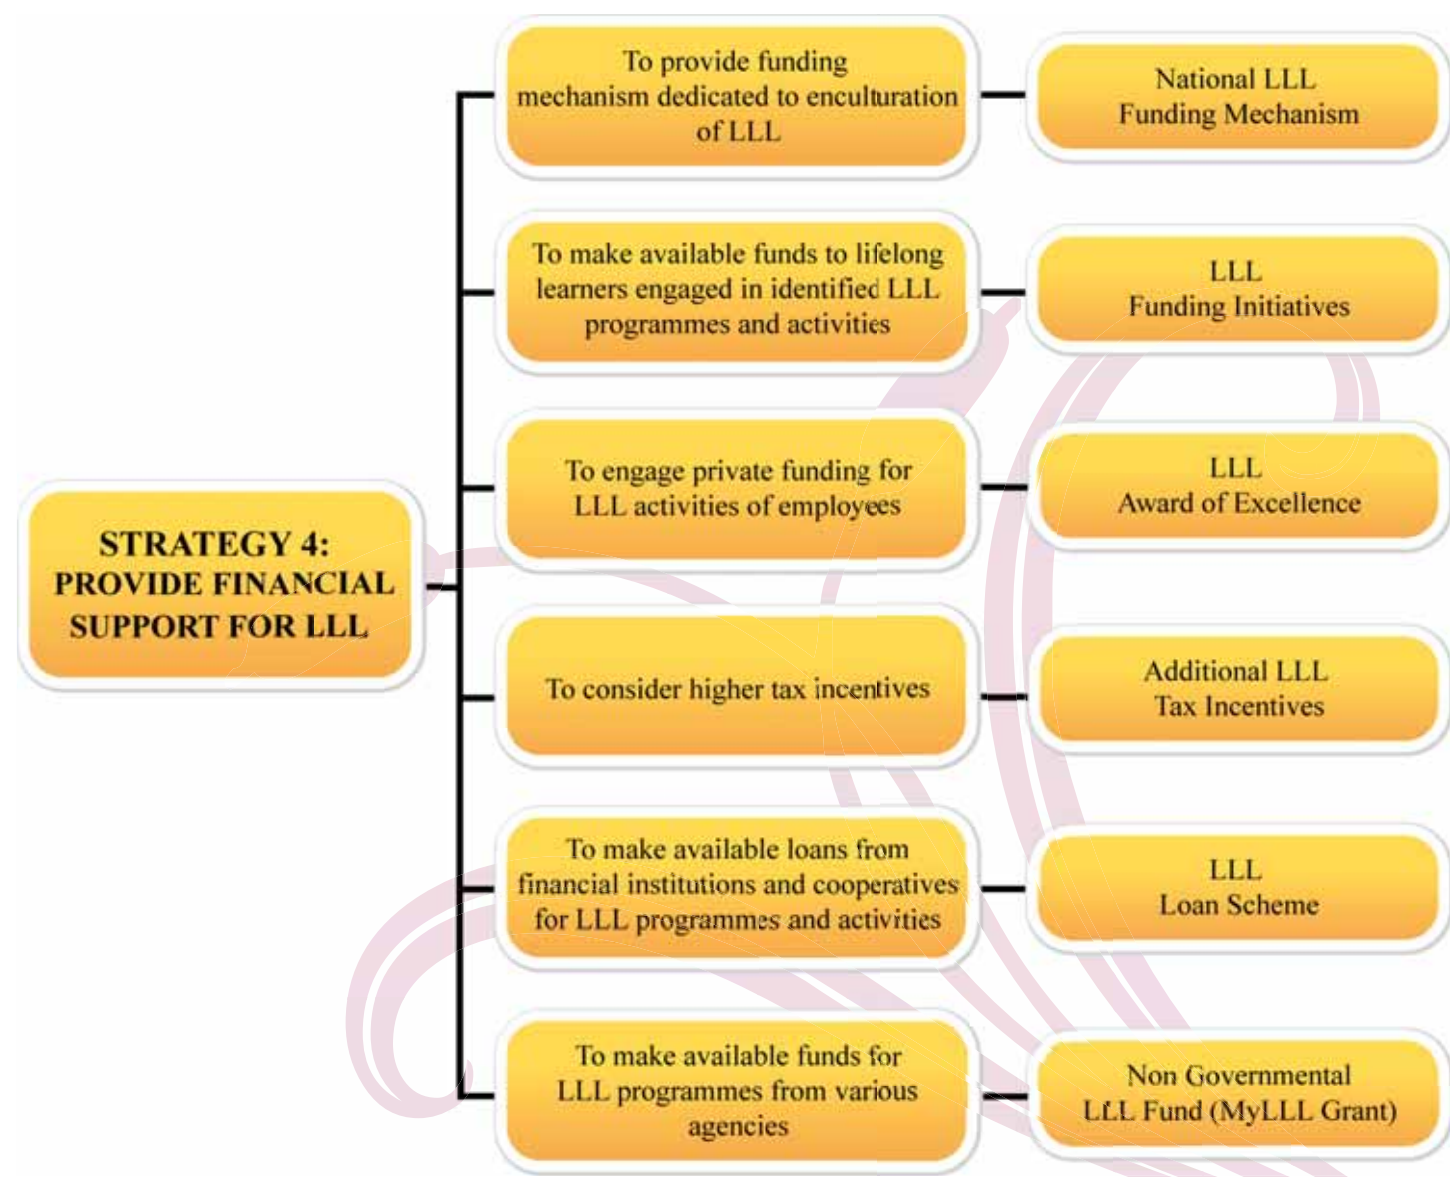 STRATEGY 4:
PROVIDE FINANCIAL
SUPPORT FOR LLL
To provide funding
mechanism dedicated to enculturation
of LLL
National LLL
Funding Mechanism
To make available funds to lifelong
learners engaged in identified LLL
programmes and activities
LLL
Funding Initiatives
To engage private funding for
LLL activities of employees
LLL
Award of Excellence
To consider higher tax incentives
Additional LLL
Tax Incentives
To make available loans from
financial institutions and cooperatives
for LLL programmes and activities
LLL
Loan Scheme
To make available funds for
LLL programmes from various
agencies
Non Governmental
LLL Fund (MyLLL Grant)